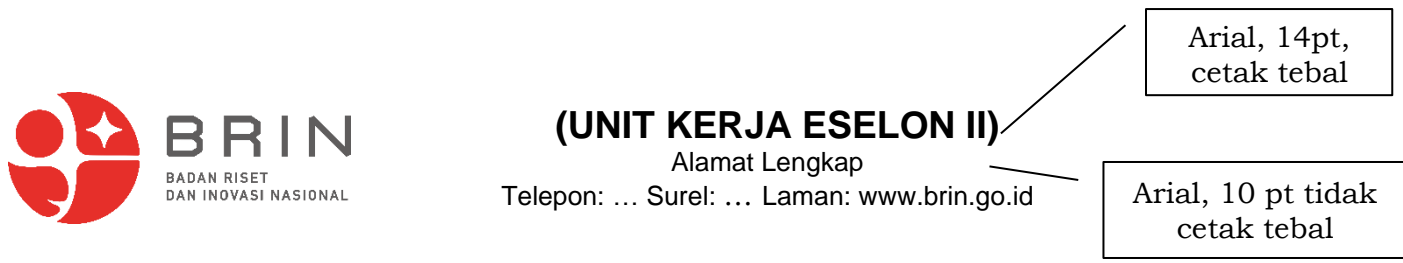 Arial, 14pt,
cetak tebal
BRIN
BADAN RISET
DAN INOVASI NASIONAL
(UNIT KERJA ESELON II)
Alamat Lengkap
Telepon: … Surel: … Laman: www.brin.go.id
Arial, 10 pt tidak
cetak tebal